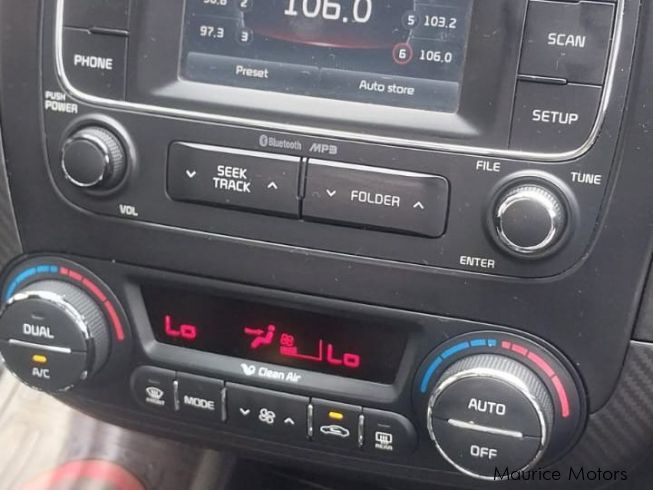 106.0
2
5 103.2
97.3 3
6 106.0
Preset
Auto store
PHONE
SCAN
SETUP
PUSH
POWER
VOL
Bluetooth MP3
SEEK
TRACK
FOLDER
FILE
TUNE
ENTER
DUAL
A/C
Lo
Lo
Clean Air
FRONT
MODE
REAR
AUTO
OFF
Maurice Motors